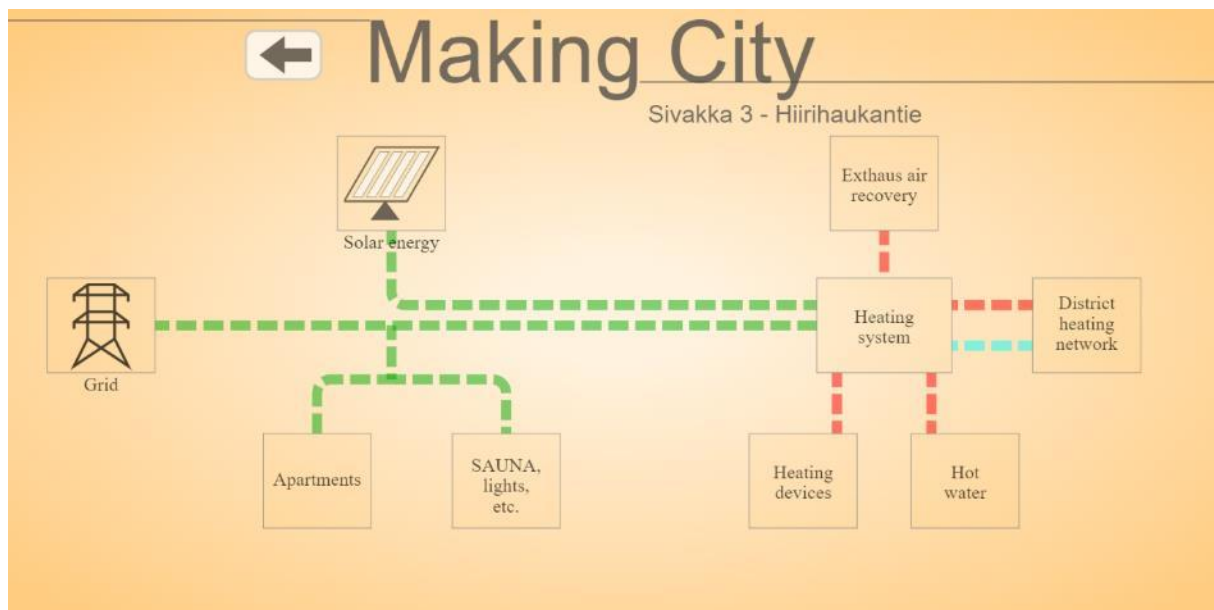 Making City
Sivakka 3 - Hiirihaukantie
Solar energy
Exthaus air
recovery
Grid
Heating
system
District
heating
network
Apartments
SAUNA,
lights,
etc.
Heating
devices
Hot
water